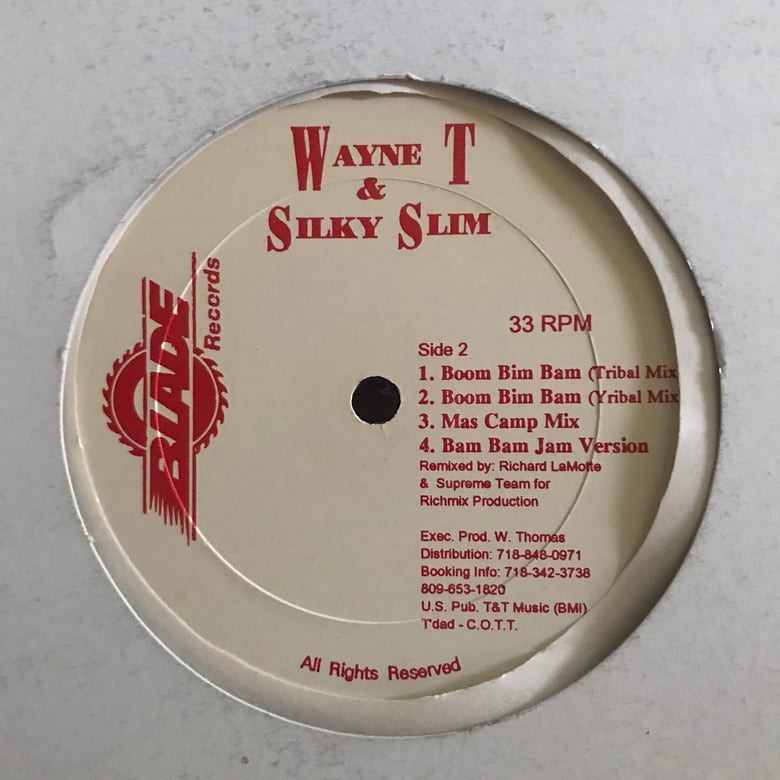 WAYNE T
&
SILKY SLIM
BLADE
Records
33 RPM
Side 2
1. Boom Bim Bam (Tribal Mix
2. Boom Bim Bam (Yribal Mix
3. Mas Camp Mix
4. Bam Bam Jam Version
Remixed by: Richard LaMotte
& Supreme Team for
Richmix Production
Exec. Prod. W. Thomas
Distribution: 718-848-0971
Booking Info: 718-342-3738
809-653-1820
U.S. Pub. T&T Music (BMI)
T'dad - C.O.T.T.
All Rights Reserved